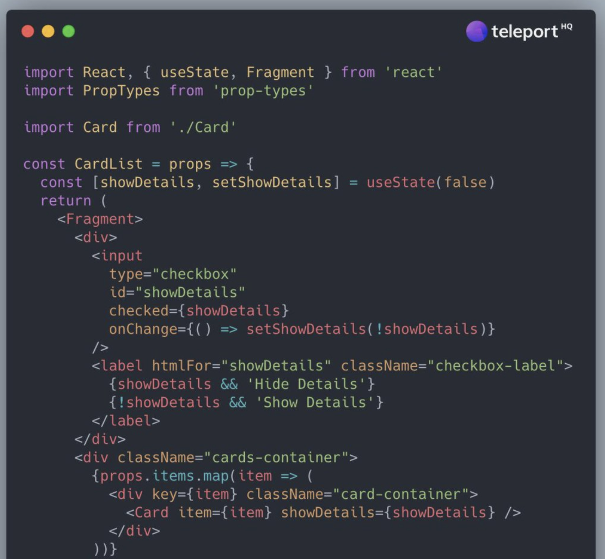 teleport HQ
import React, { useState, Fragment } from 'react'
import PropTypes from 'prop-types'
import Card from './Card'
const CardList = props => {
  const [showDetails, setShowDetails] = useState(false)
  return (
    <Fragment>
      <div>
        <input
          type="checkbox"
          id="showDetails"
          checked={showDetails}
          onChange={() => setShowDetails(!showDetails)}
        />
        <label htmlFor="showDetails" className="checkbox-label">
          {showDetails && 'Hide Details'}
          {!showDetails && 'Show Details'}
        </label>
      </div>
      <div className="cards-container">
        {props.items.map(item => (
          <div key={item} className="card-container">
            <Card item={item} showDetails={showDetails} />
          </div>
        ))}